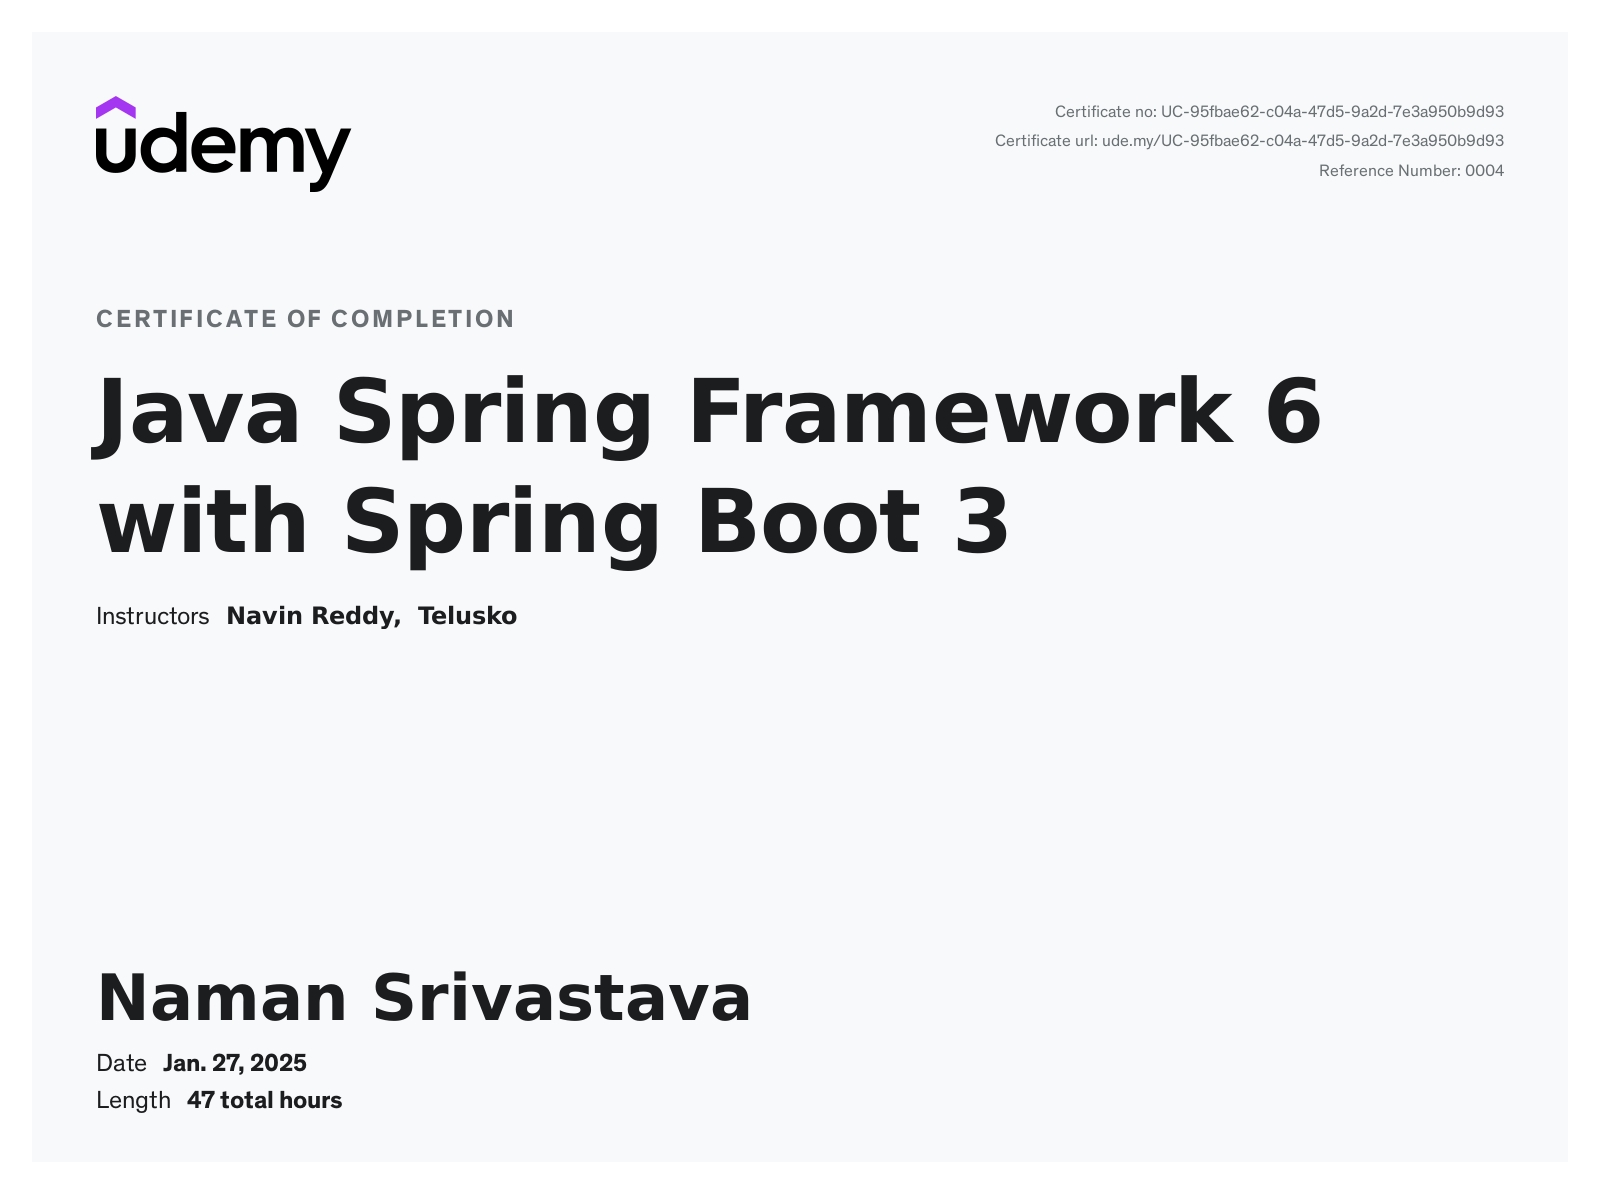 udemy
Certificate no: UC-95fbae62-c04a-47d5-9a2d-7e3a950b9d93
Certificate url: ude.my/UC-95fbae62-c04a-47d5-9a2d-7e3a950b9d93
Reference Number: 0004
CERTIFICATE OF COMPLETION
Java Spring Framework 6
with Spring Boot 3
Instructors Navin Reddy, Telusko
Naman Srivastava
Date Jan. 27, 2025
Length 47 total hours